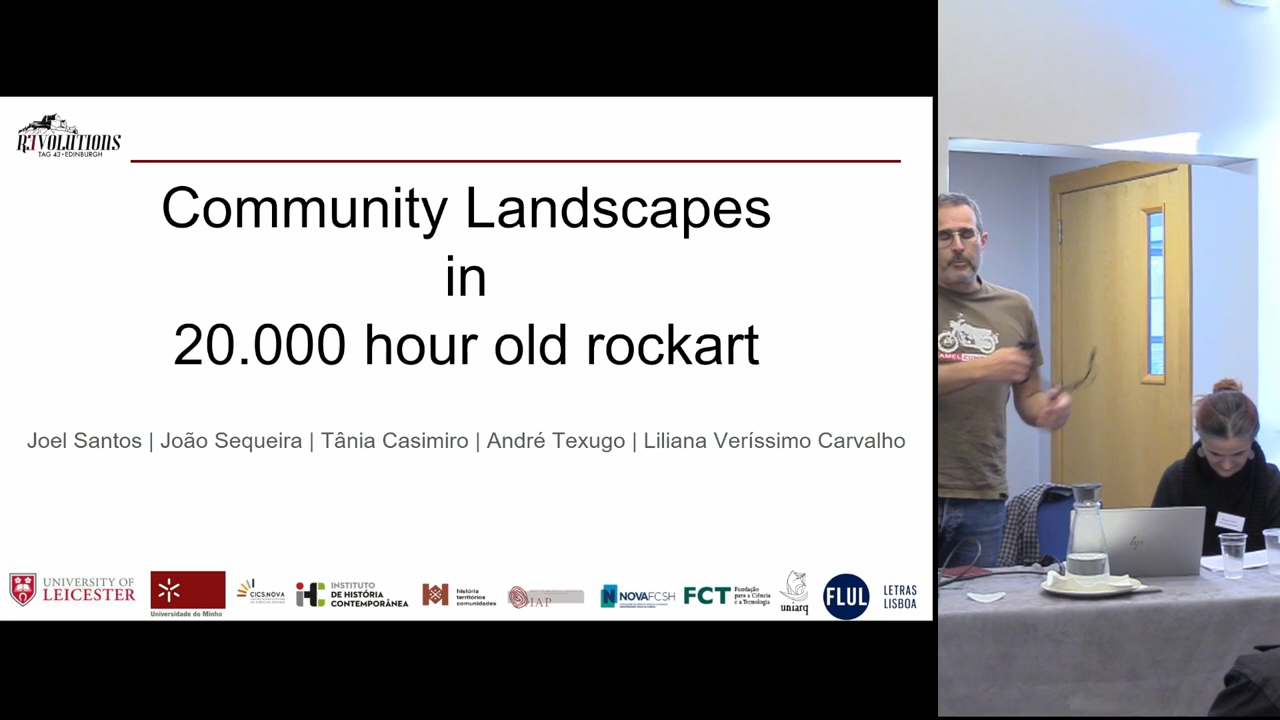 REVOLUTIONS
TAG 43 • EDINBURGH
Community Landscapes
in
20.000 hour old rockart
Joel Santos | João Sequeira | Tânia Casimiro | André Texugo | Liliana Veríssimo Carvalho
UNIVERSITY OF
LEICESTER
Universidade do Minho
CICS.NOVA
INSTITUTO
DE HISTÓRIA
CONTEMPORÂNEA
história
territórios
comunidades
IAP
NOVAFCSH
FCT
Fundação
para a Ciência
e a Tecnologia
uniarq
FLUL
LETRAS
LISBOA
hp